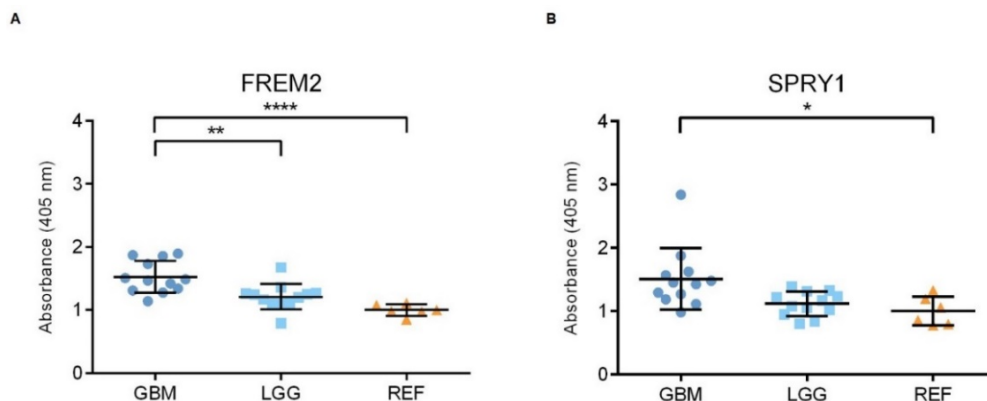 A
FREM2
****
**
Absorbance (405 nm)
4
3
2
1
0
GBM LGG REF
B
SPRY1
*
Absorbance (405 nm)
4
3
2
1
0
GBM LGG REF